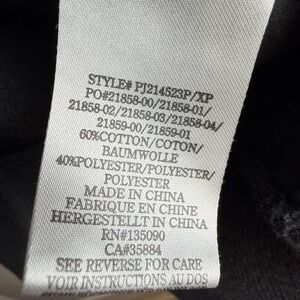 STYLE# PJ214523P/XP
PO#21858-00/21858-01/
21858-02/21858-03/21858-04/
21859-00/21859-01
60%COTTON/COTON/
BAUMWOLLE
40%POLYESTER/POLYESTER/
POLYESTER
MADE IN CHINA
FABRIQUE EN CHINE
HERGESTELLT IN CHINA
RN#135090
CA#35884
SEE REVERSE FOR CARE
VOIR INSTRUCTIONS AU DOS